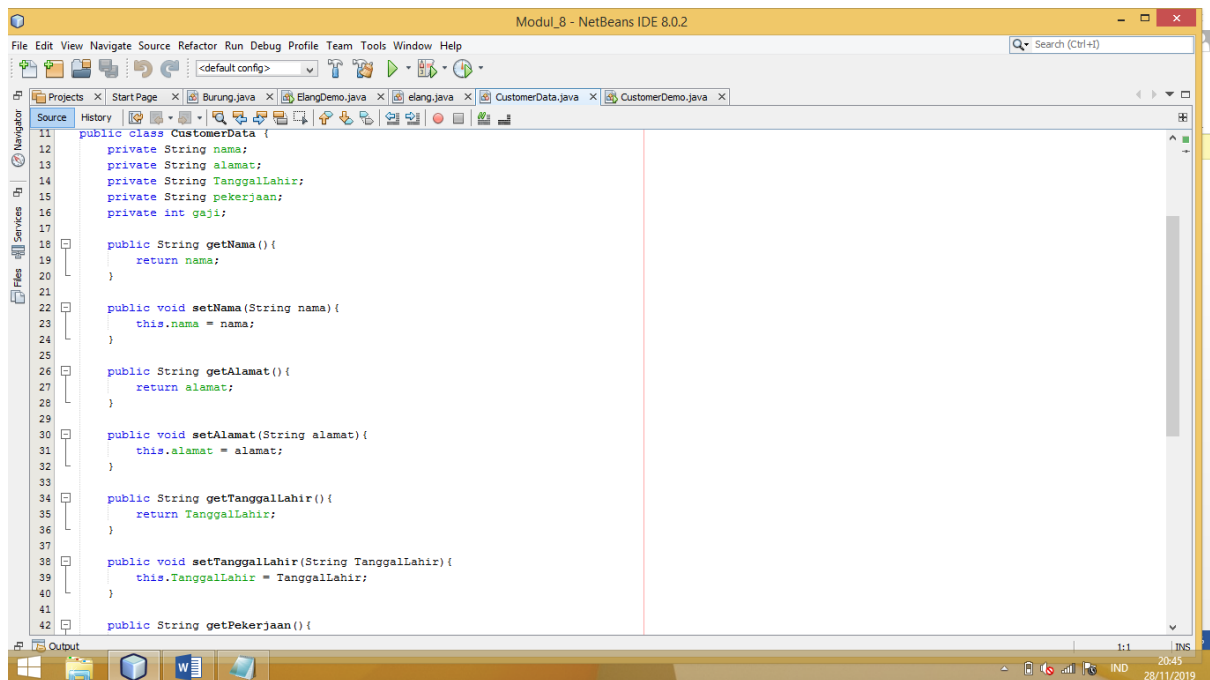 Modul_8 - NetBeans IDE 8.0.2
File Edit View Navigate Source Refactor Run Debug Profile Team Tools Window Help
Search (Ctrl+I)
<default config>
Projects Start Page Burung.java ElangDemo.java elang.java CustomerData.java CustomerDemo.java
Source History
Navigator
Services
Files
11 public class CustomerData {
12 private String nama;
13 private String alamat;
14 private String TanggalLahir;
15 private String pekerjaan;
16 private int gaji;
17
18 public String getNama(){
19 return nama;
20 }
21
22 public void setNama(String nama){
23 this.nama = nama;
24 }
25
26 public String getAlamat(){
27 return alamat;
28 }
29
30 public void setAlamat(String alamat){
31 this.alamat = alamat;
32 }
33
34 public String getTanggalLahir(){
35 return TanggalLahir;
36 }
37
38 public void setTanggalLahir(String TanggalLahir){
39 this.TanggalLahir = TanggalLahir;
40 }
41
42 public String getPekerjaan(){
Output
1:1 INS
IND
20:45
28/11/2019